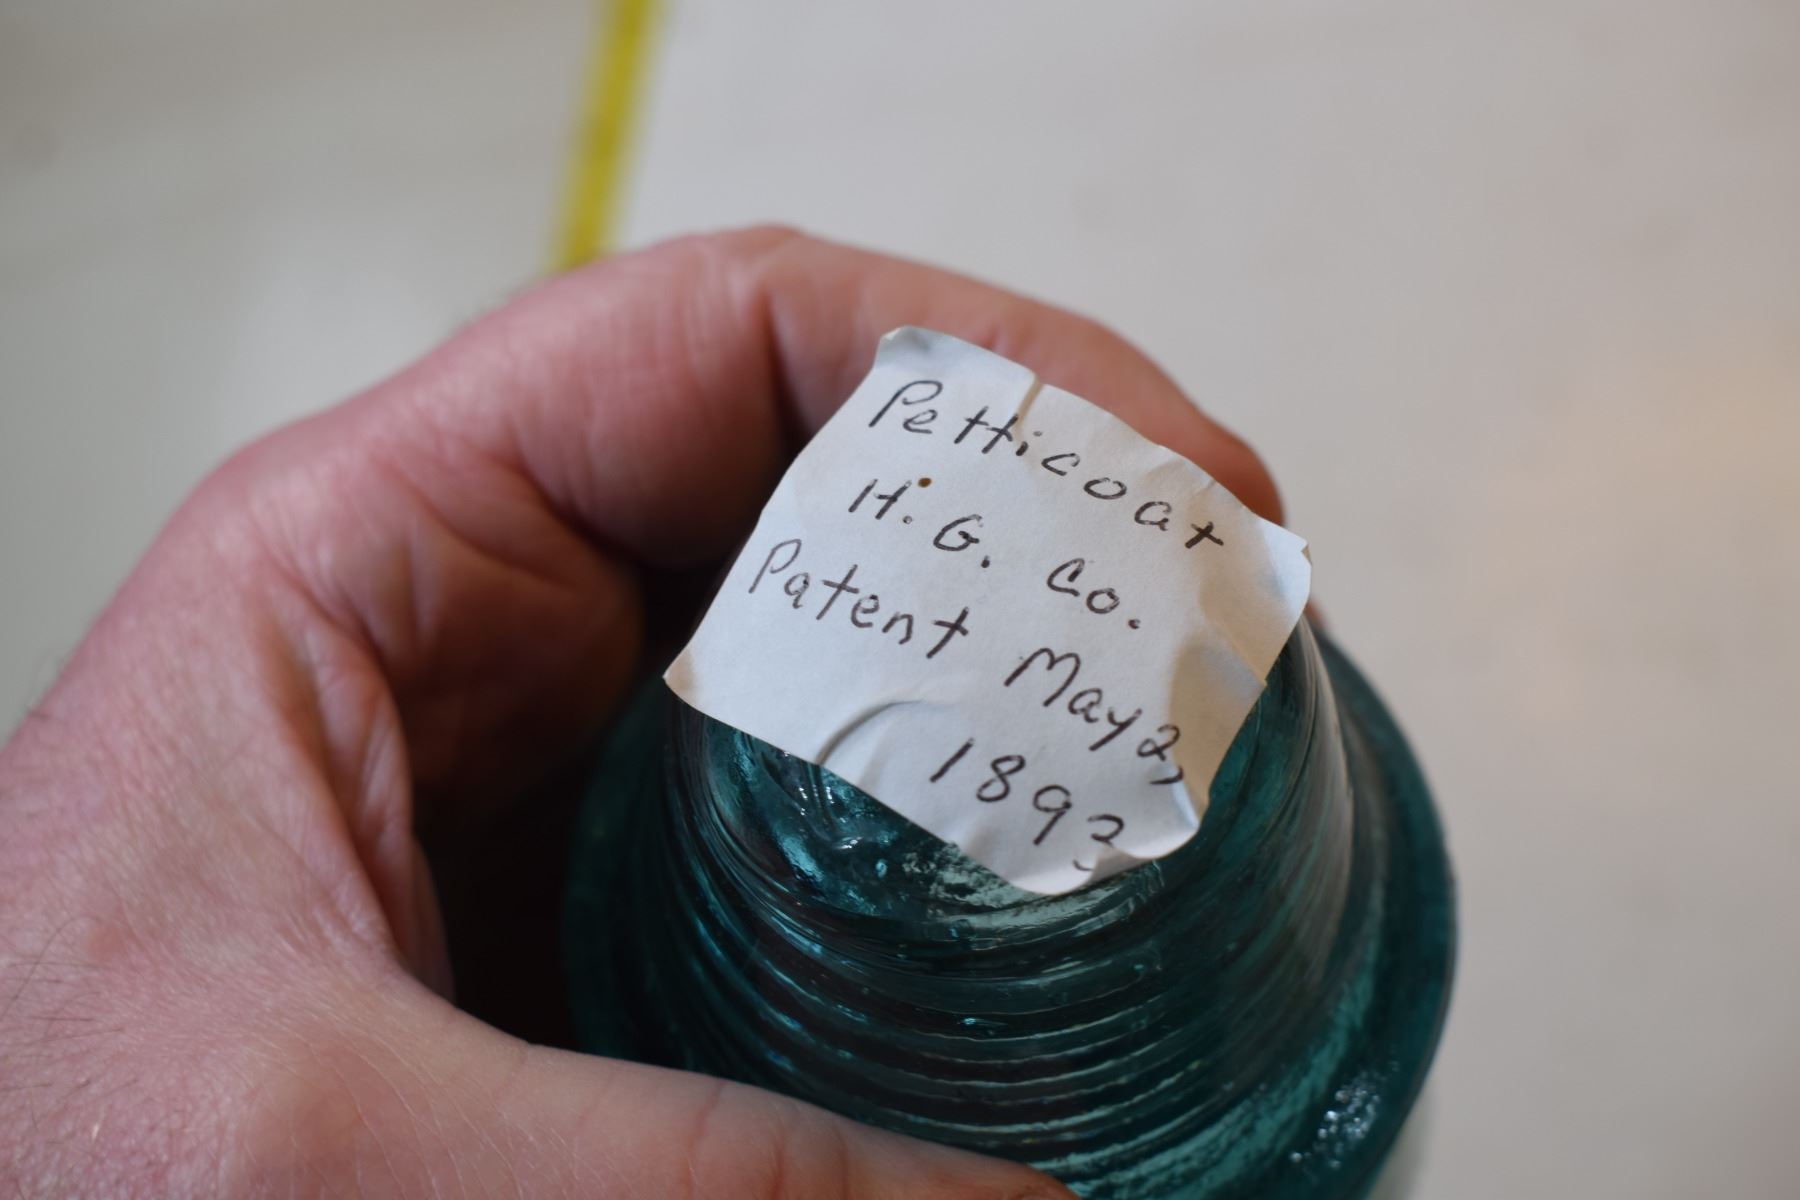 Petticoat
H. G. Co.
Patent May 2,
1893